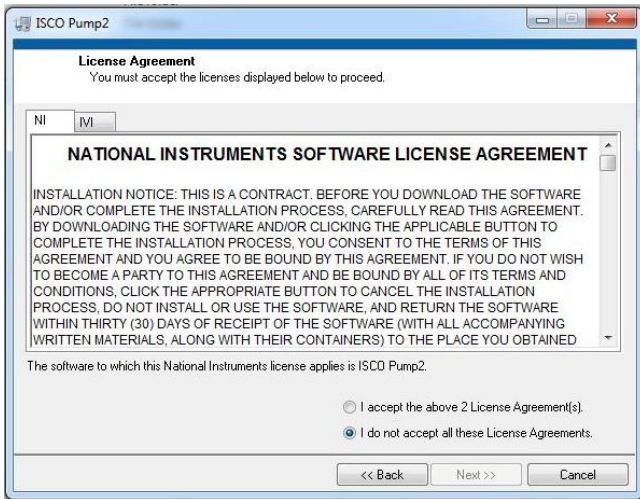 ISCO Pump2
License Agreement
You must accept the licenses displayed below to proceed.
NI
IVI
NATIONAL INSTRUMENTS SOFTWARE LICENSE AGREEMENT
INSTALLATION NOTICE: THIS IS A CONTRACT. BEFORE YOU DOWNLOAD THE SOFTWARE
AND/OR COMPLETE THE INSTALLATION PROCESS, CAREFULLY READ THIS AGREEMENT.
BY DOWNLOADING THE SOFTWARE AND/OR CLICKING THE APPLICABLE BUTTON TO
COMPLETE THE INSTALLATION PROCESS, YOU CONSENT TO THE TERMS OF THIS
AGREEMENT AND YOU AGREE TO BE BOUND BY THIS AGREEMENT. IF YOU DO NOT WISH
TO BECOME A PARTY TO THIS AGREEMENT AND BE BOUND BY ALL OF ITS TERMS AND
CONDITIONS, CLICK THE APPROPRIATE BUTTON TO CANCEL THE INSTALLATION
PROCESS, DO NOT INSTALL OR USE THE SOFTWARE, AND RETURN THE SOFTWARE
WITHIN THIRTY (30) DAYS OF RECEIPT OF THE SOFTWARE (WITH ALL ACCOMPANYING
WRITTEN MATERIALS, ALONG WITH THEIR CONTAINERS) TO THE PLACE YOU OBTAINED
The software to which this National Instruments license applies is ISCO Pump2.
I accept the above 2 License Agreement(s).
I do not accept all these License Agreements.
<< Back
Next >>
Cancel